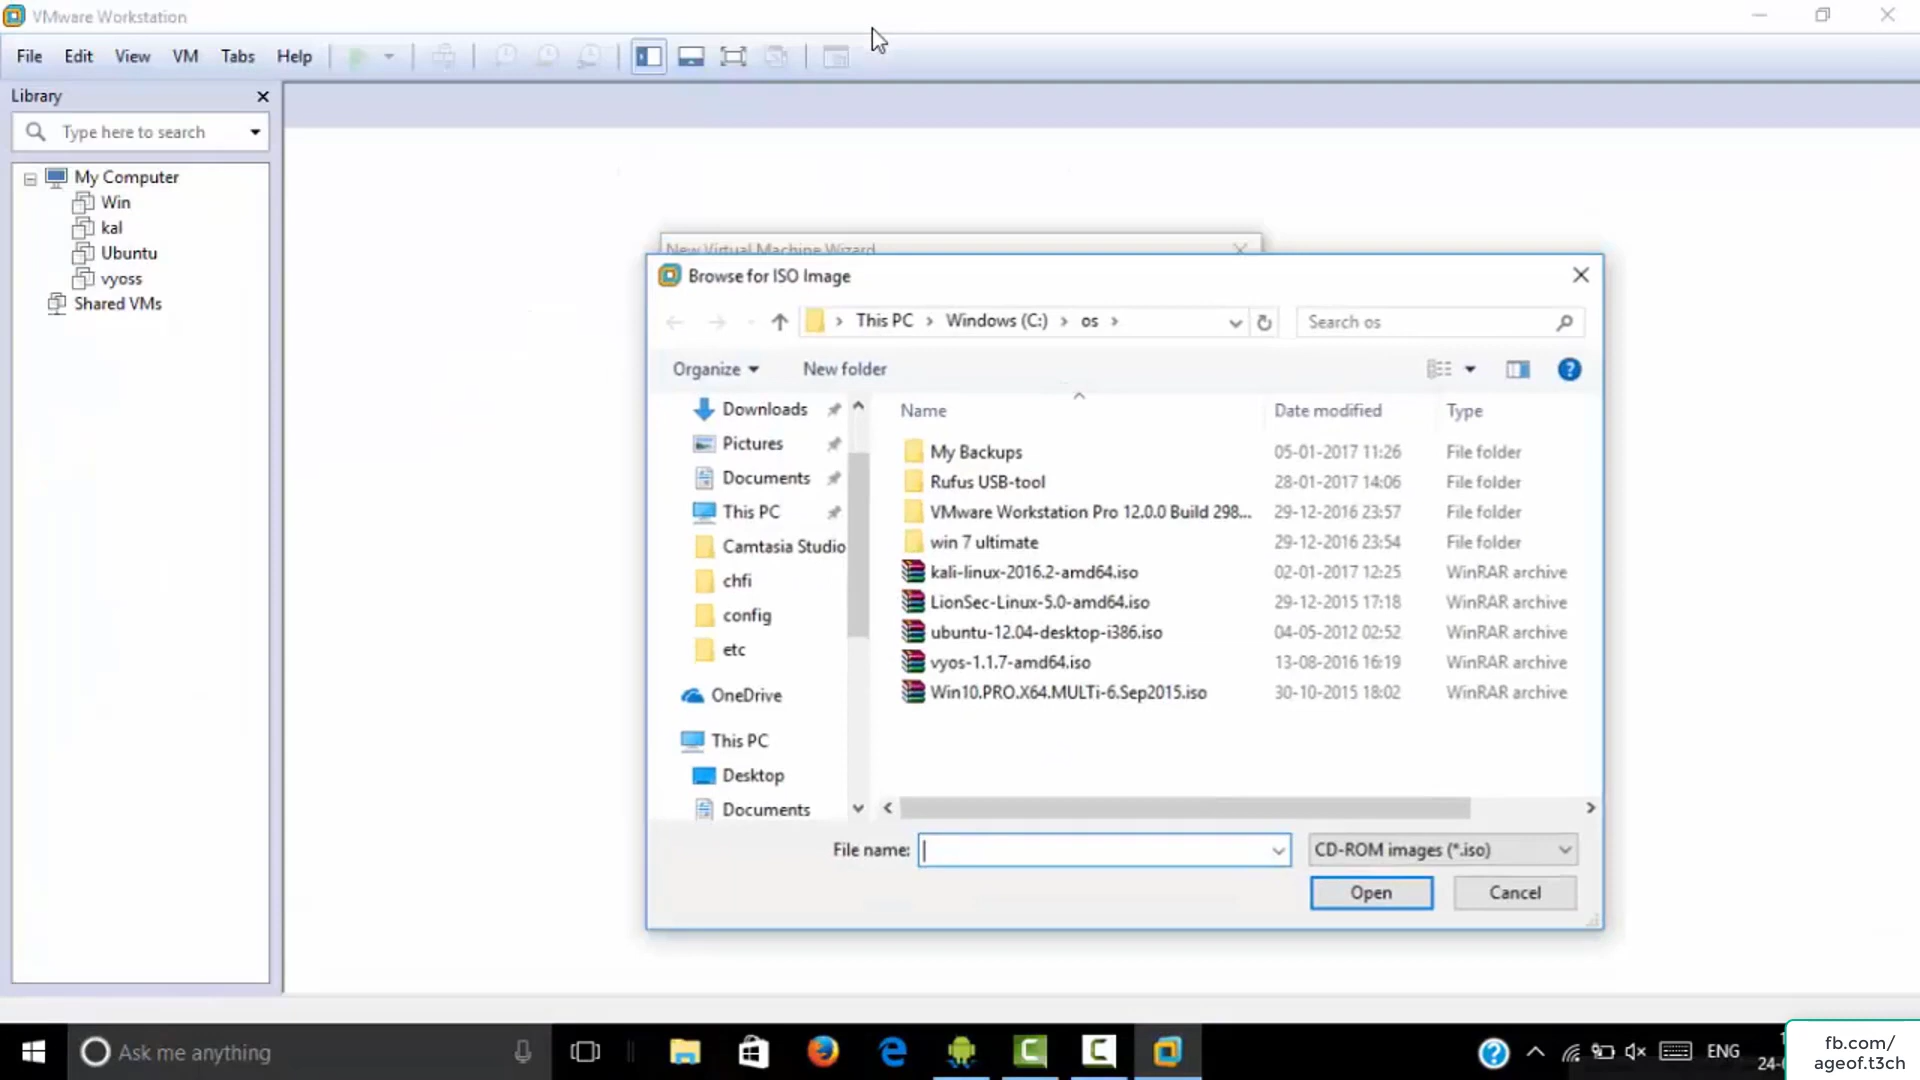 VMware Workstation
File Edit View VM Tabs Help
Library
Type here to search
My Computer
Win
kal
Ubuntu
vyoss
Shared VMs
New Virtual Machine Wizard
Browse for ISO Image
This PC Windows (C:) os
Search os
Organize New folder
Name Date modified Type
Downloads
Pictures
Documents
This PC
Camtasia Studio
chfi
config
etc
OneDrive
This PC
Desktop
Documents
My Backups 05-01-2017 11:26 File folder
Rufus USB-tool 28-01-2017 14:06 File folder
VMware Workstation Pro 12.0.0 Build 298... 29-12-2016 23:57 File folder
win 7 ultimate 29-12-2016 23:54 File folder
kali-linux-2016.2-amd64.iso 02-01-2017 12:25 WinRAR archive
LionSec-Linux-5.0-amd64.iso 29-12-2015 17:18 WinRAR archive
ubuntu-12.04-desktop-i386.iso 04-05-2012 02:52 WinRAR archive
vyos-1.1.7-amd64.iso 13-08-2016 16:19 WinRAR archive
Win10.PRO.X64.MULTi-6.Sep2015.iso 30-10-2015 18:02 WinRAR archive
File name: CD-ROM images (*.iso)
Open Cancel
Ask me anything
ENG
fb.com/
ageof.t3ch